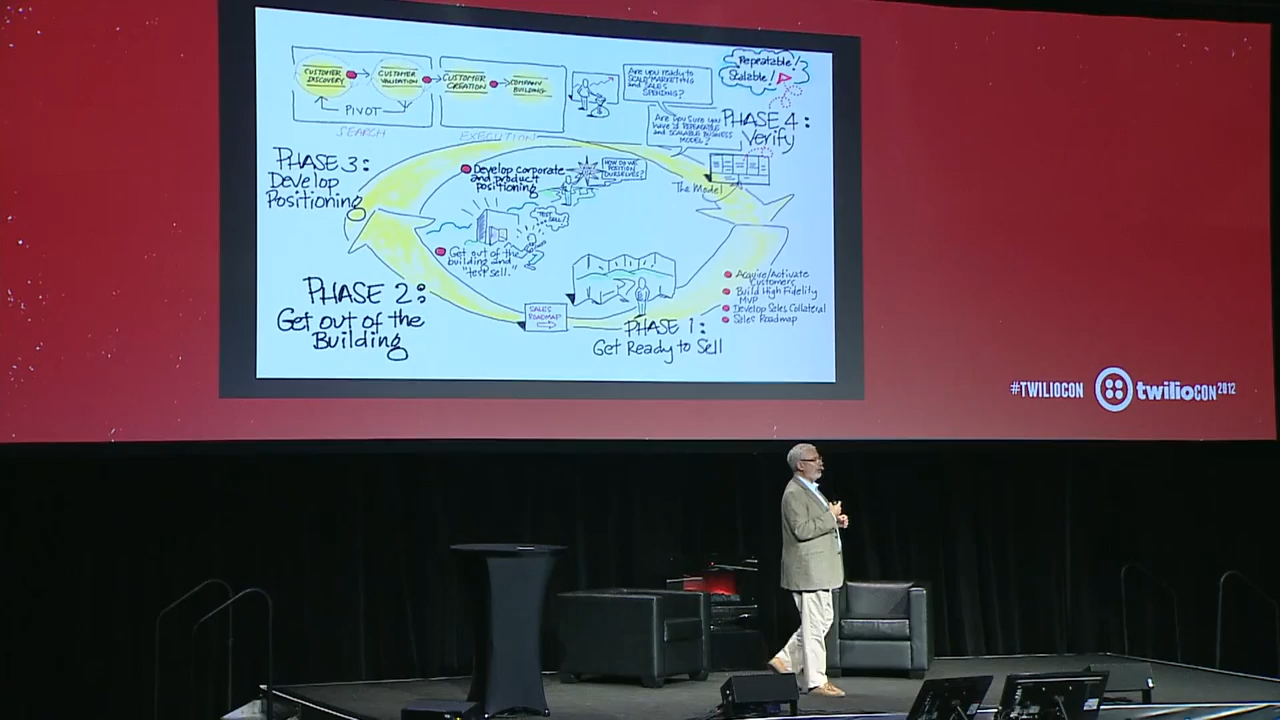 CUSTOMER
DISCOVERY
CUSTOMER
VALIDATION
CUSTOMER
CREATION
COMPANY
BUILDING
PIVOT
SEARCH
EXECUTION
Are you ready to
SCALE MARKETING
and SALES
SPENDING?
Repeatable!
Scalable!
Are you Sure you
have a REPEATABLE
and SCALABLE BUSINESS
MODEL?
PHASE 4:
Verify
The Model
PHASE 3:
Develop
Positioning
Develop corporate
and product
positioning
HOW DO WE
POSITION
OURSELVES?
TEST
SELL!
Get out of the
building and
"test sell."
PHASE 2:
Get out of the
Building
SALES
ROADMAP
PHASE 1:
Get Ready to Sell
Acquire/Activate
Customers
Build High Fidelity
MVP
Develop Sales Collateral
Sales Roadmap
#TWILIOCON
twilioCON 2012